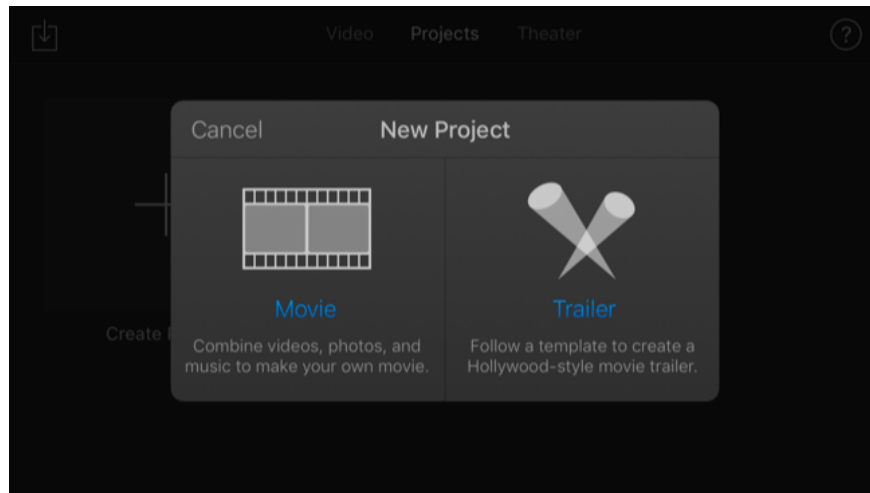 Video Projects Theater ?
Cancel New Project
Movie Trailer
Create
Combine videos, photos, and
music to make your own movie.
Follow a template to create a
Hollywood-style movie trailer.